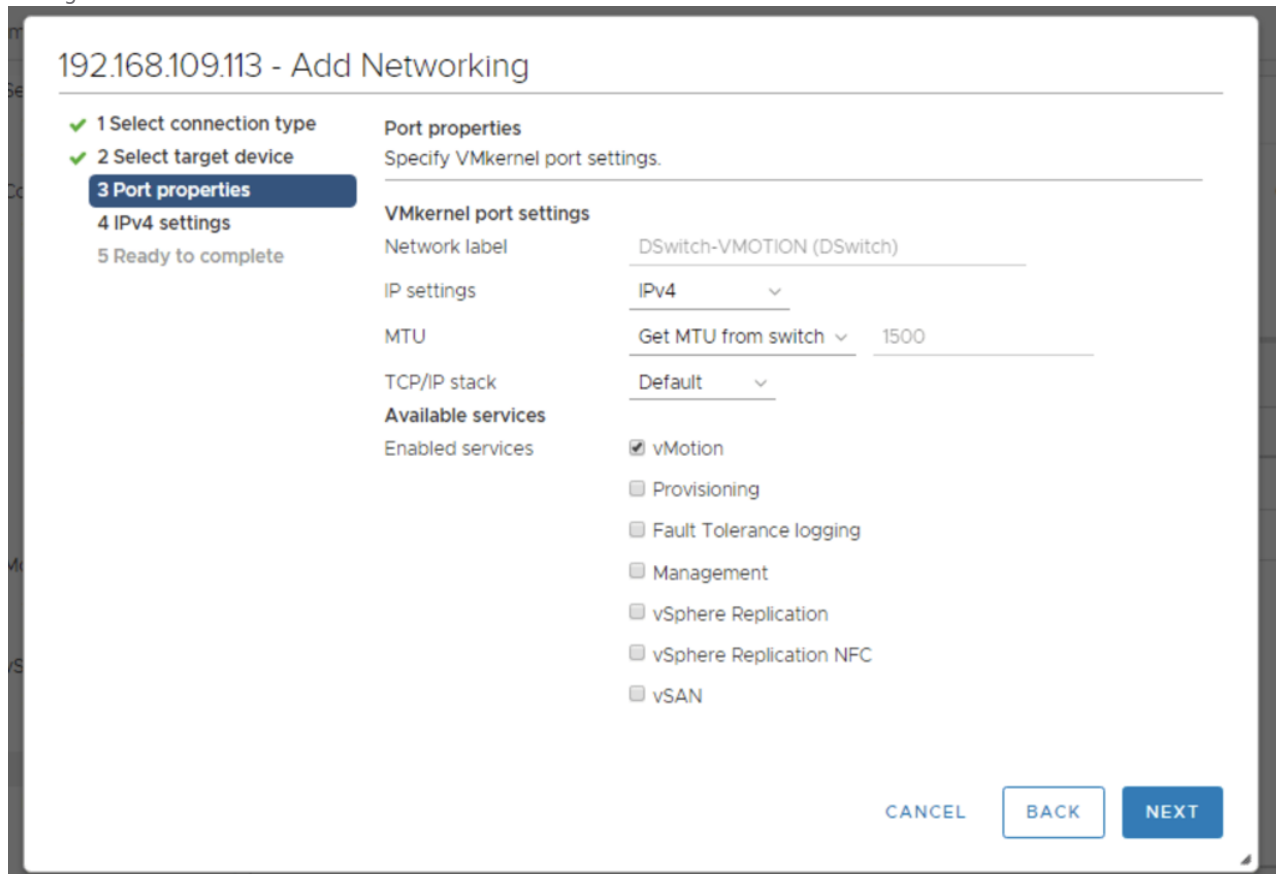 192.168.109.113 - Add Networking
1 Select connection type
2 Select target device
3 Port properties
4 IPv4 settings
5 Ready to complete
Port properties
Specify VMkernel port settings.
VMkernel port settings
Network label DSwitch-VMOTION (DSwitch)
IP settings IPv4
MTU Get MTU from switch 1500
TCP/IP stack Default
Available services
Enabled services vMotion
Provisioning
Fault Tolerance logging
Management
vSphere Replication
vSphere Replication NFC
vSAN
CANCEL BACK NEXT